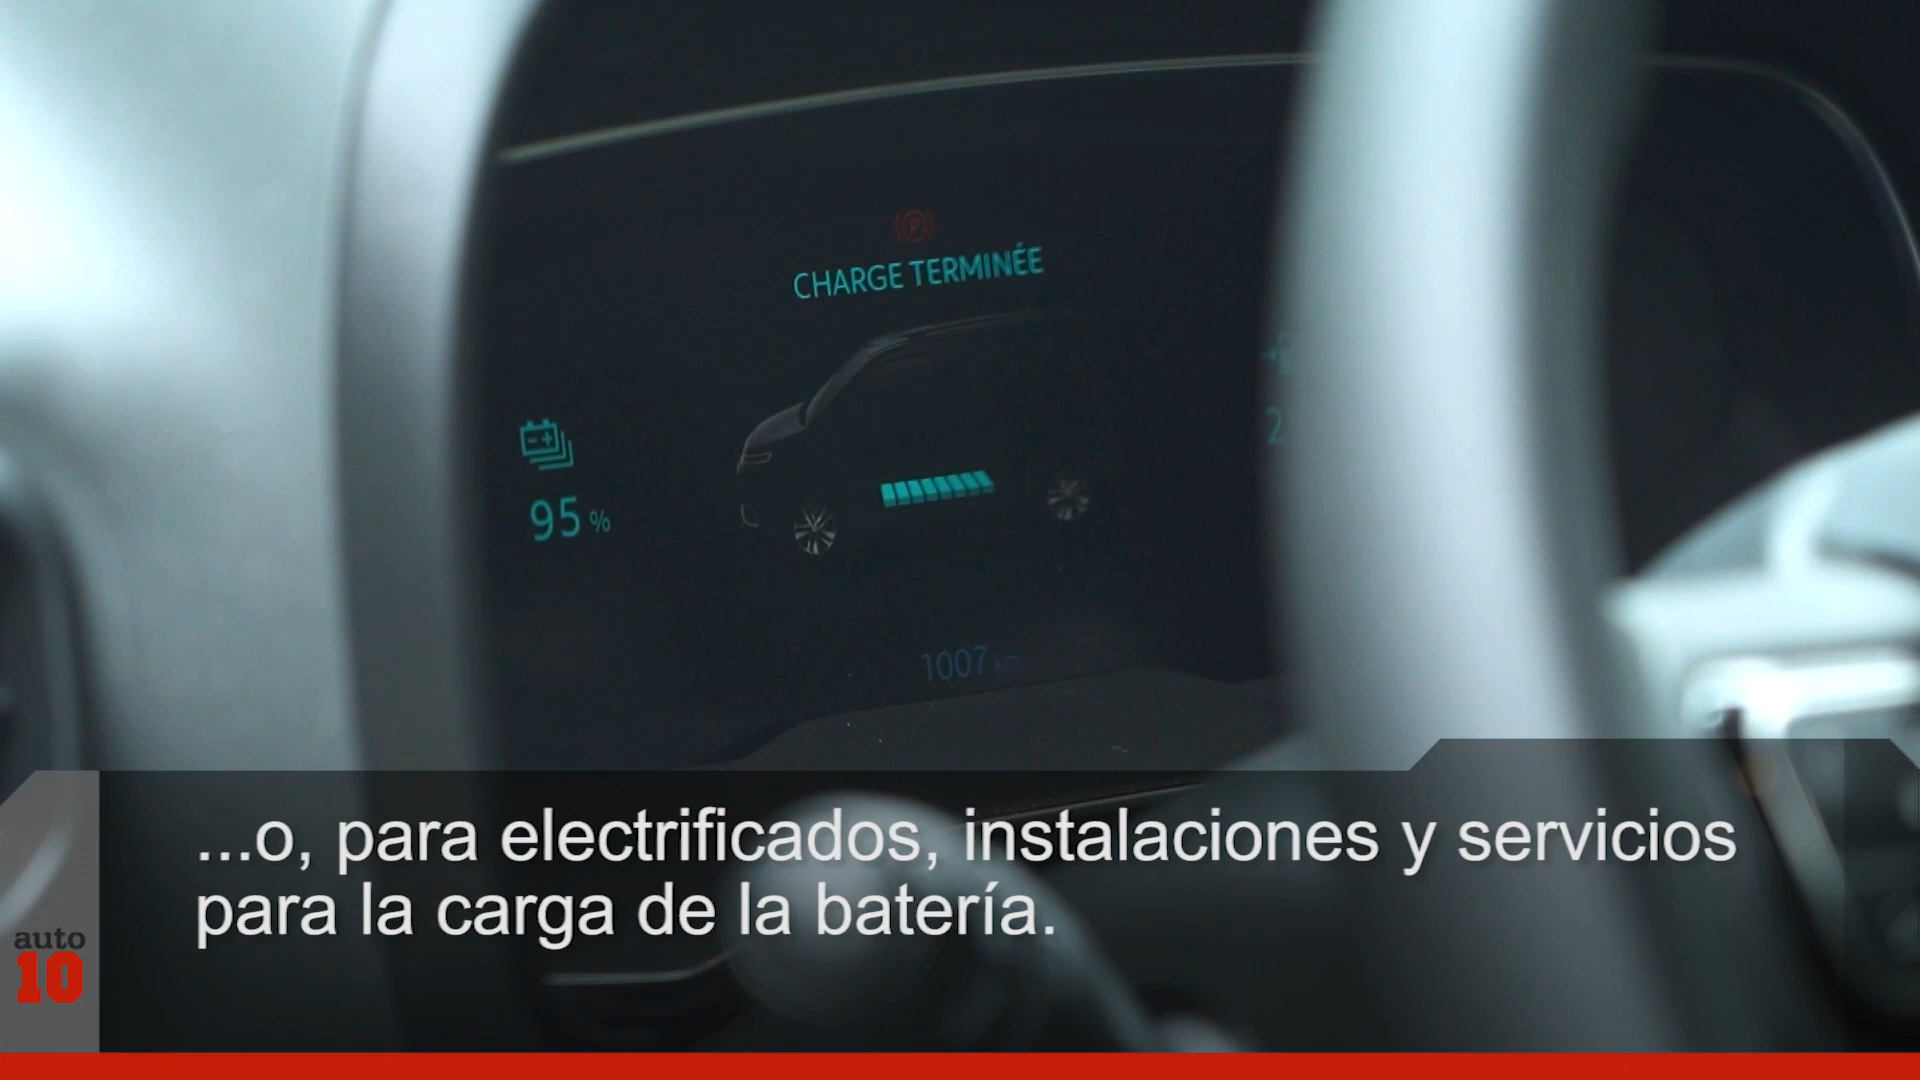 CHARGE TERMINÉE
95 %
1007 km
...o, para electrificados, instalaciones y servicios
para la carga de la batería.
auto
10